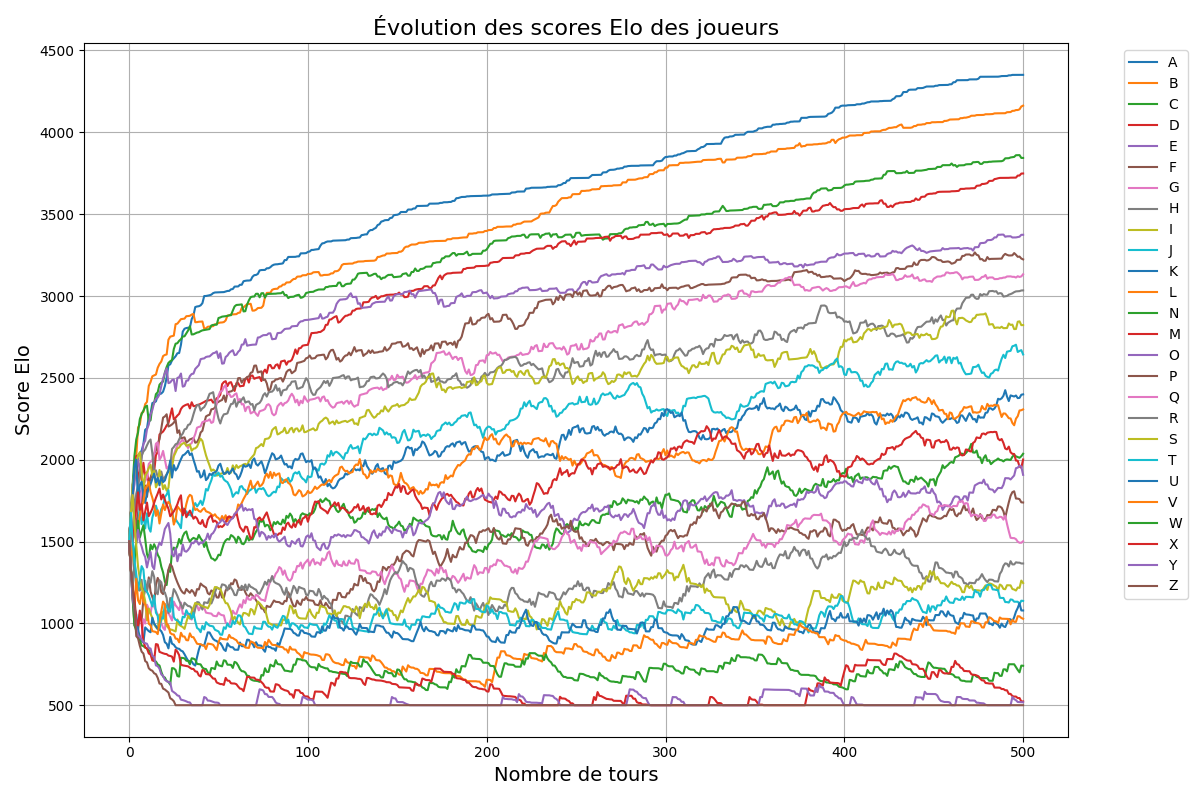 Évolution des scores Elo des joueurs
Score Elo
4500
4000
3500
3000
2500
2000
1500
1000
500
0
100
200
300
400
500
Nombre de tours
A
B
C
D
E
F
G
H
I
J
K
L
N
M
O
P
Q
R
S
T
U
V
W
X
Y
Z